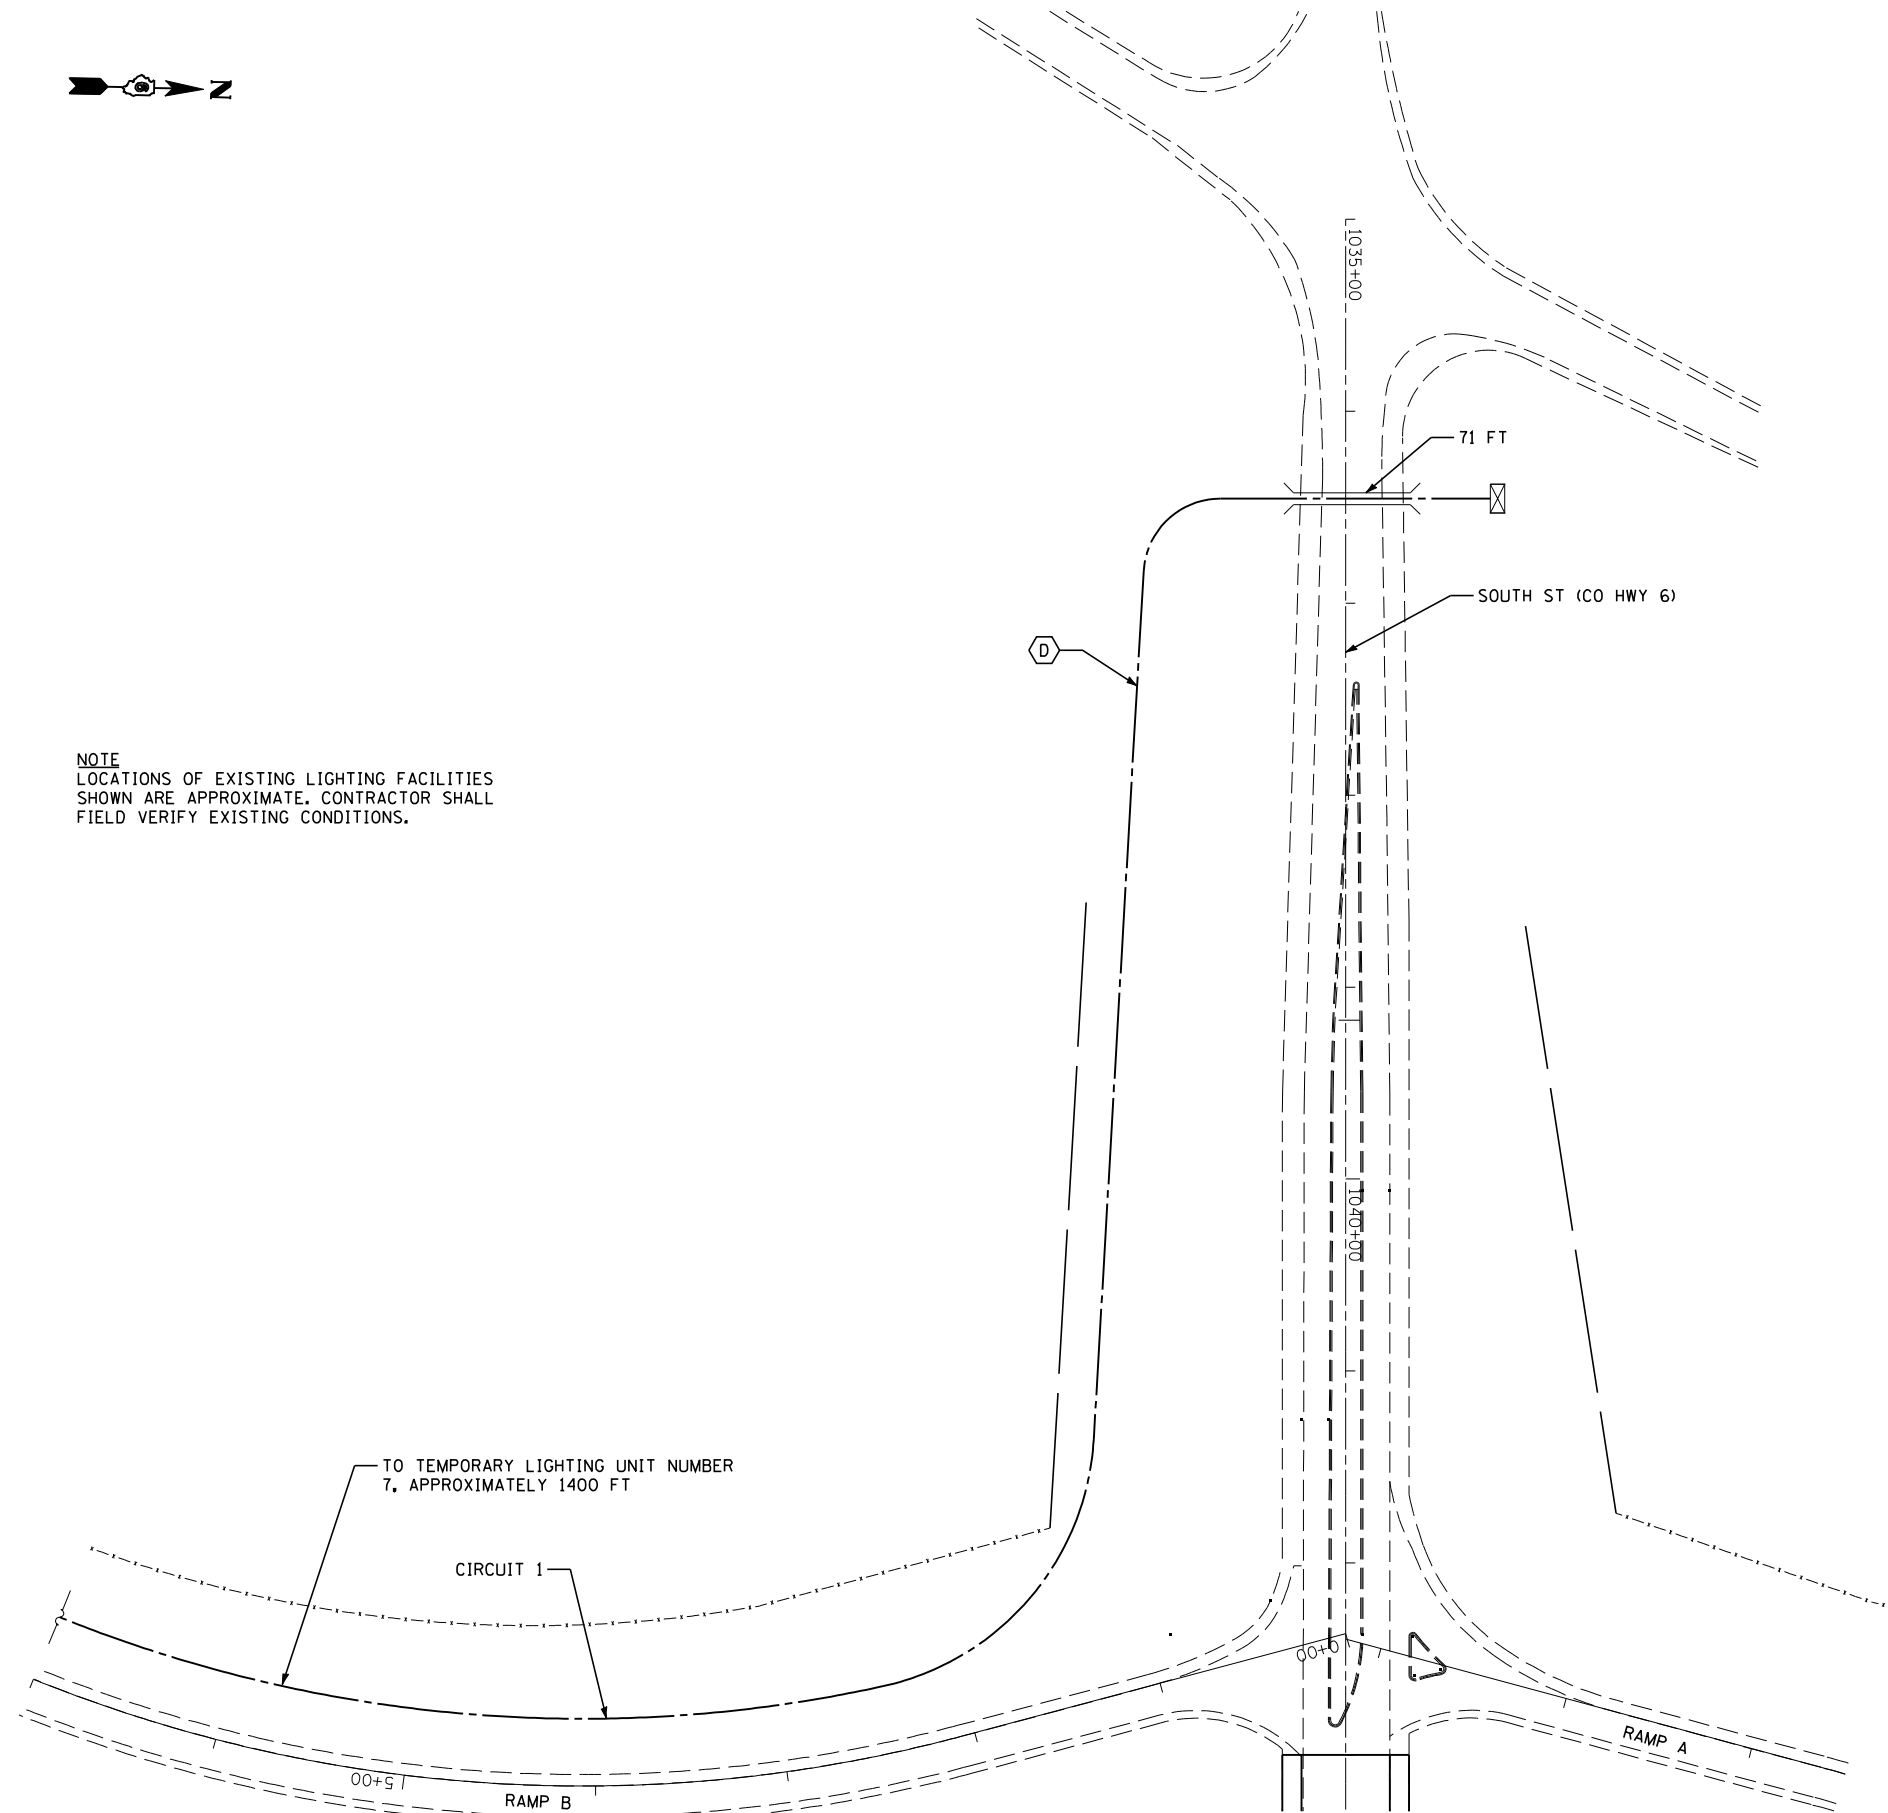 N
1035+00
71 FT
SOUTH ST (CO HWY 6)
D
NOTE
LOCATIONS OF EXISTING LIGHTING FACILITIES
SHOWN ARE APPROXIMATE. CONTRACTOR SHALL
FIELD VERIFY EXISTING CONDITIONS.
1040+00
TO TEMPORARY LIGHTING UNIT NUMBER
7, APPROXIMATELY 1400 FT
CIRCUIT 1
0+00
RAMP A
5+00
RAMP B